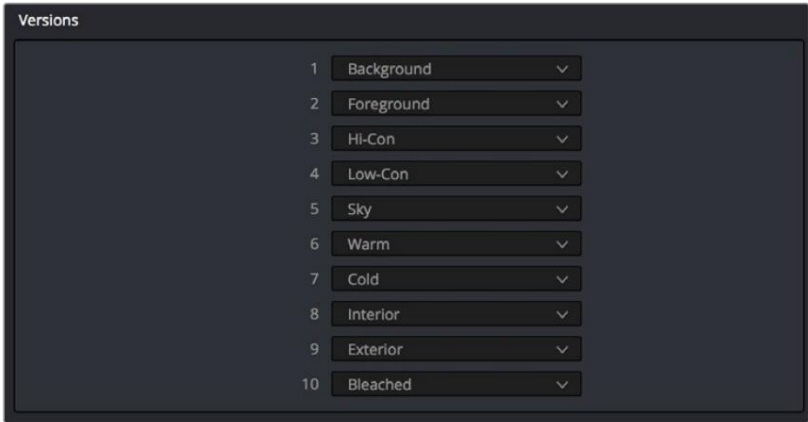 Versions
1 Background
2 Foreground
3 Hi-Con
4 Low-Con
5 Sky
6 Warm
7 Cold
8 Interior
9 Exterior
10 Bleached